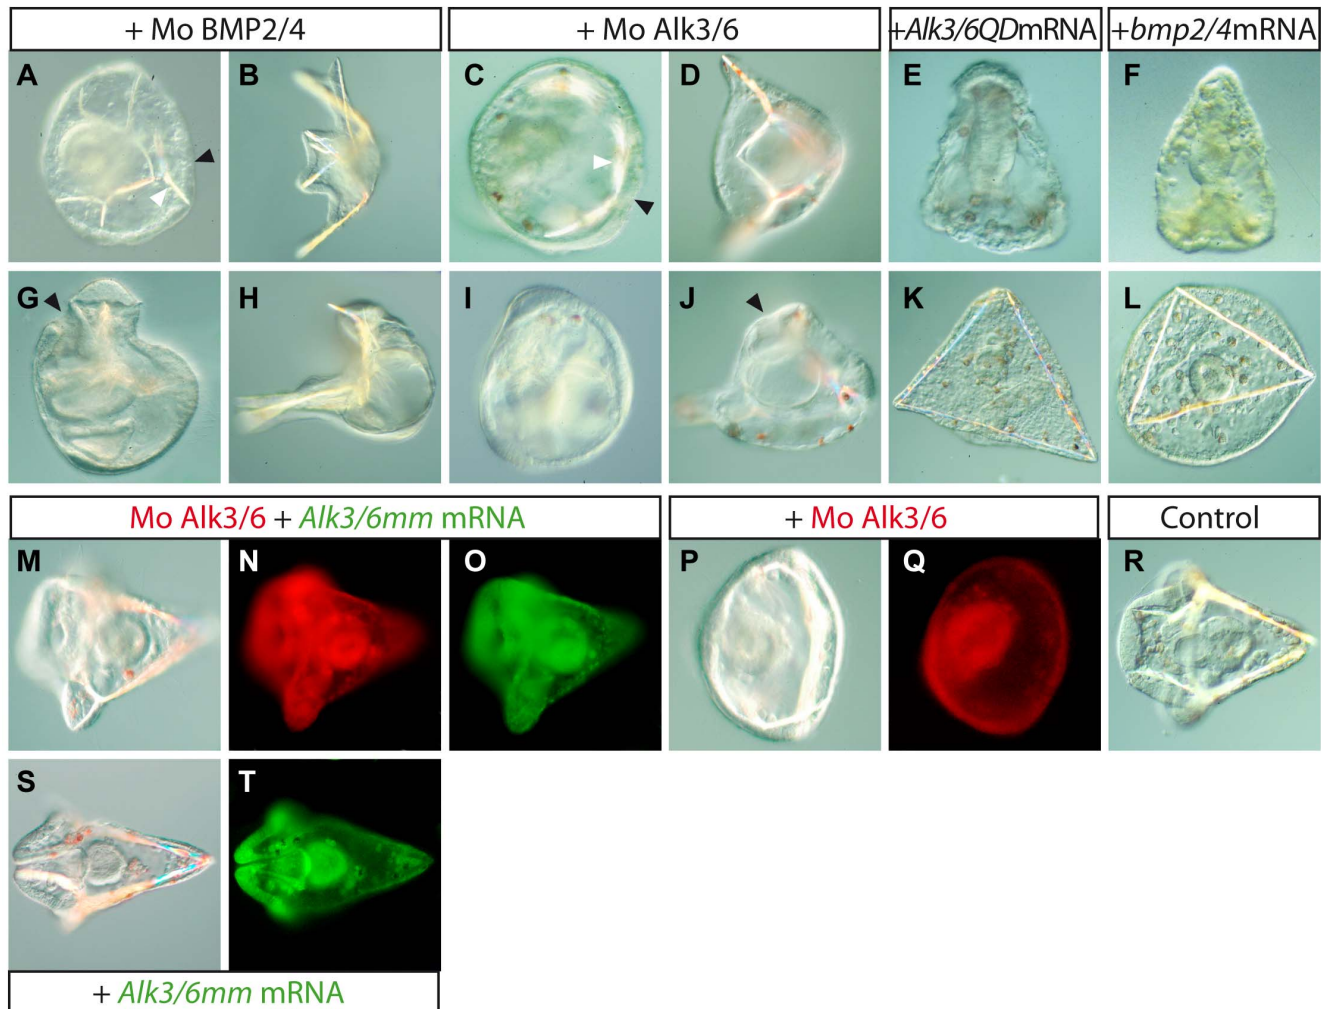 + Mo BMP2/4
+ Mo Alk3/6
+Alk3/6QDmRNA
+bmp2/4mRNA
A
B
C
D
E
F
G
H
I
J
K
L
Mo Alk3/6 + Alk3/6mm mRNA
+ Mo Alk3/6
Control
M
N
O
P
Q
R
S
T
+ Alk3/6mm mRNA